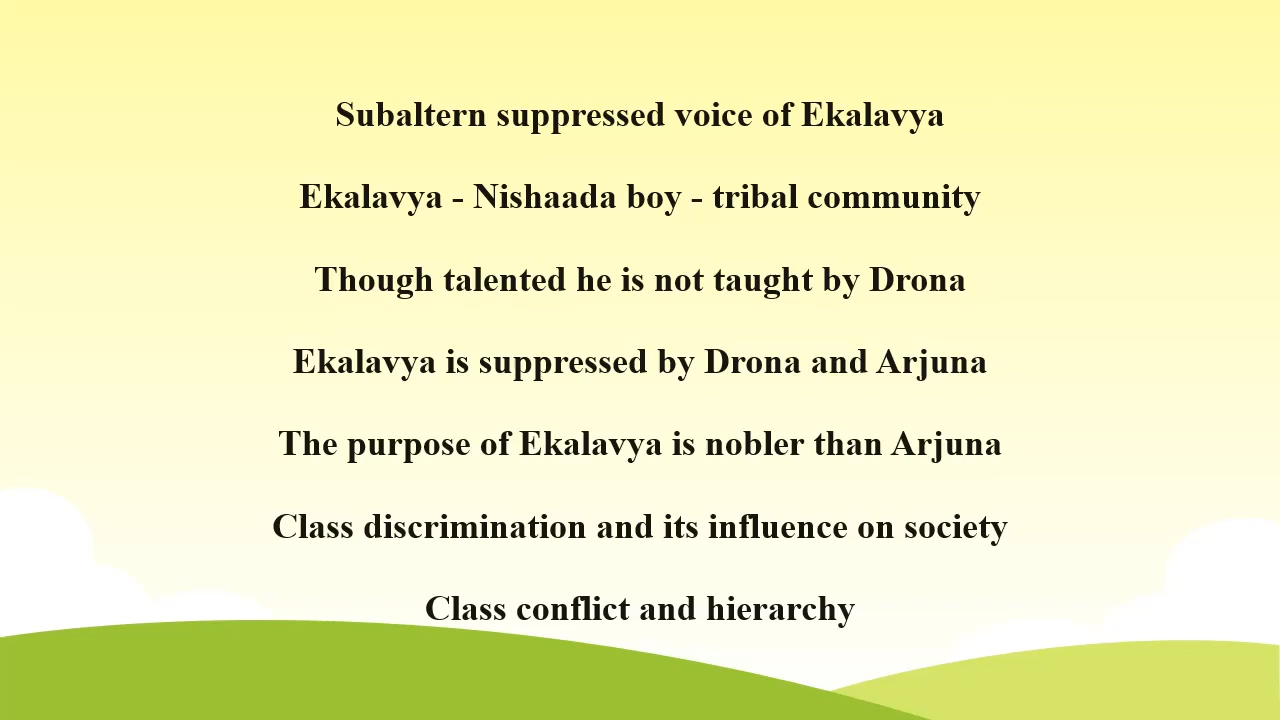 Subaltern suppressed voice of Ekalavya
Ekalavya - Nishaada boy - tribal community
Though talented he is not taught by Drona
Ekalavya is suppressed by Drona and Arjuna
The purpose of Ekalavya is nobler than Arjuna
Class discrimination and its influence on society
Class conflict and hierarchy